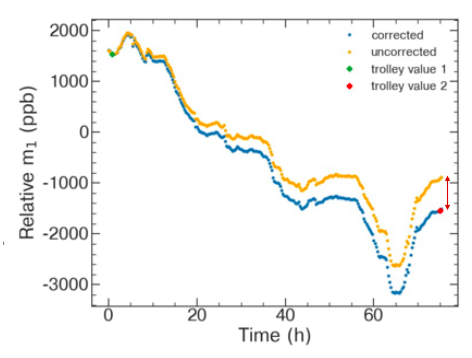 corrected
uncorrected
trolley value 1
trolley value 2
2000
1000
0
-1000
-2000
-3000
Relative m₁ (ppb)
0
20
40
60
Time (h)